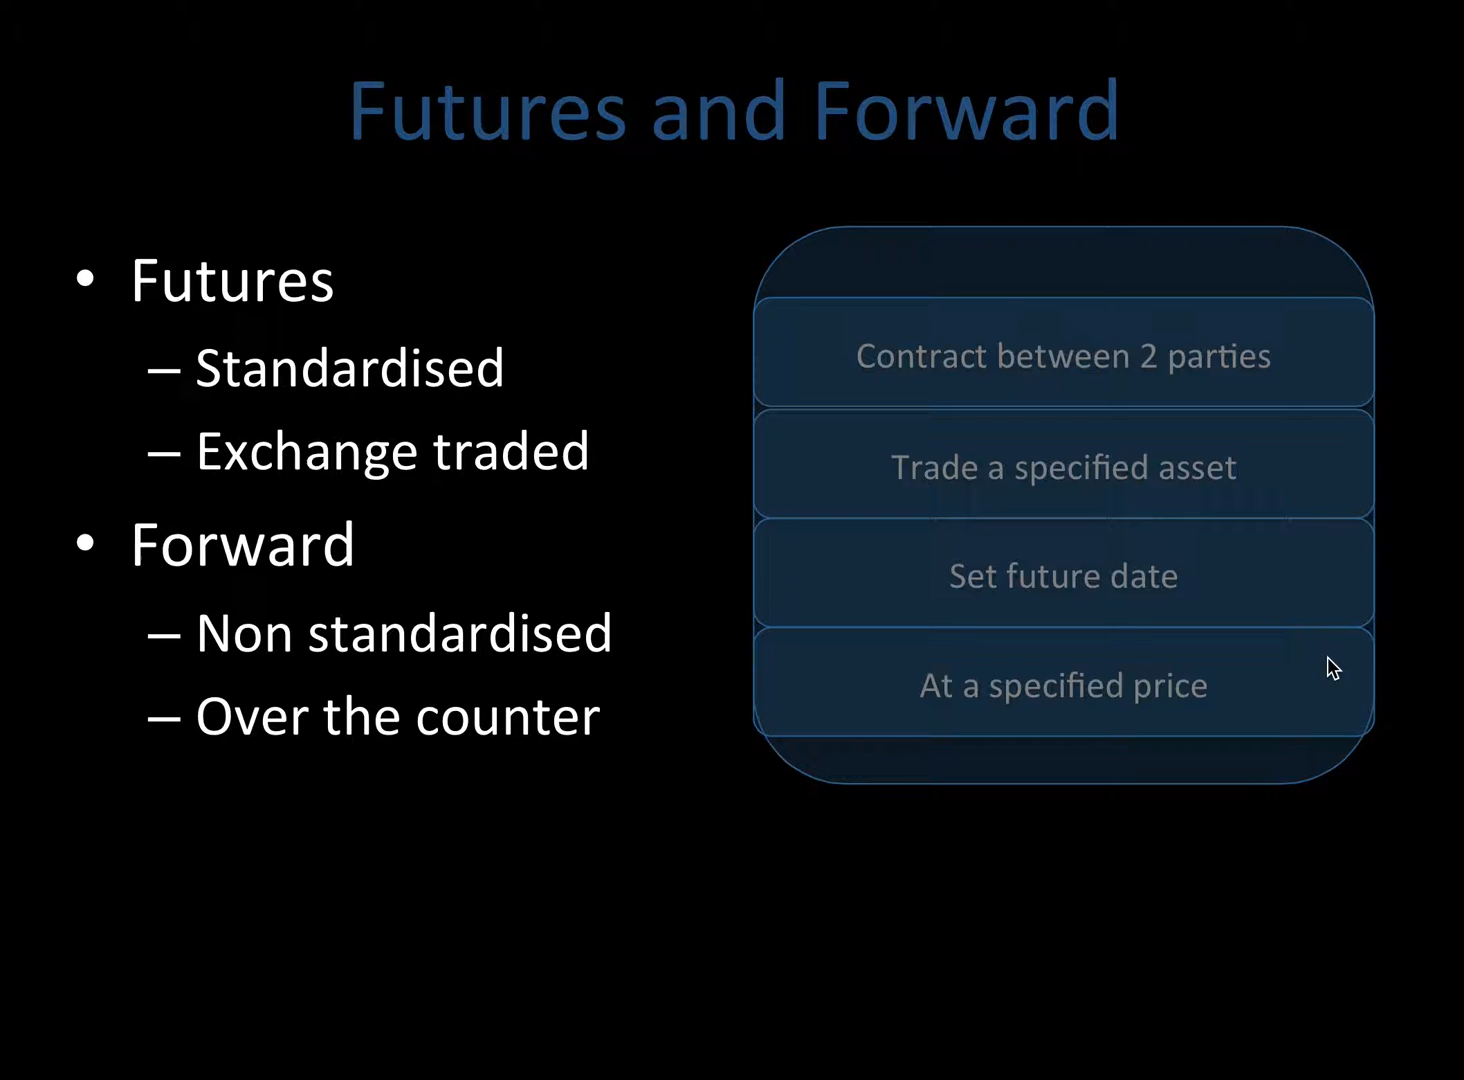 Futures and Forward
• Futures
– Standardised
– Exchange traded
• Forward
– Non standardised
– Over the counter
Contract between 2 parties
Trade a specified asset
Set future date
At a specified price